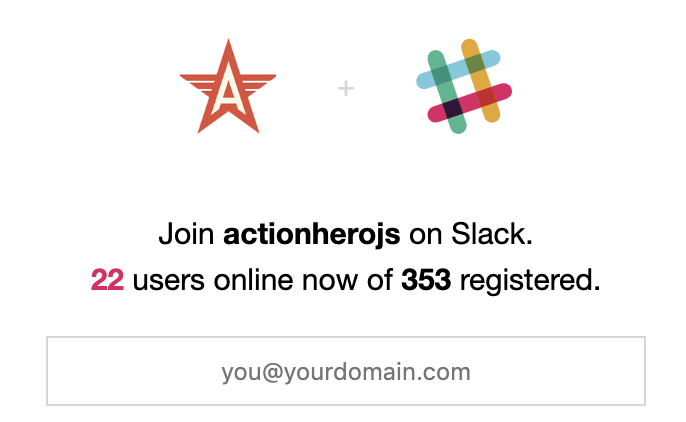 A
+
Join actionherojs on Slack.
22 users online now of 353 registered.
you@yourdomain.com